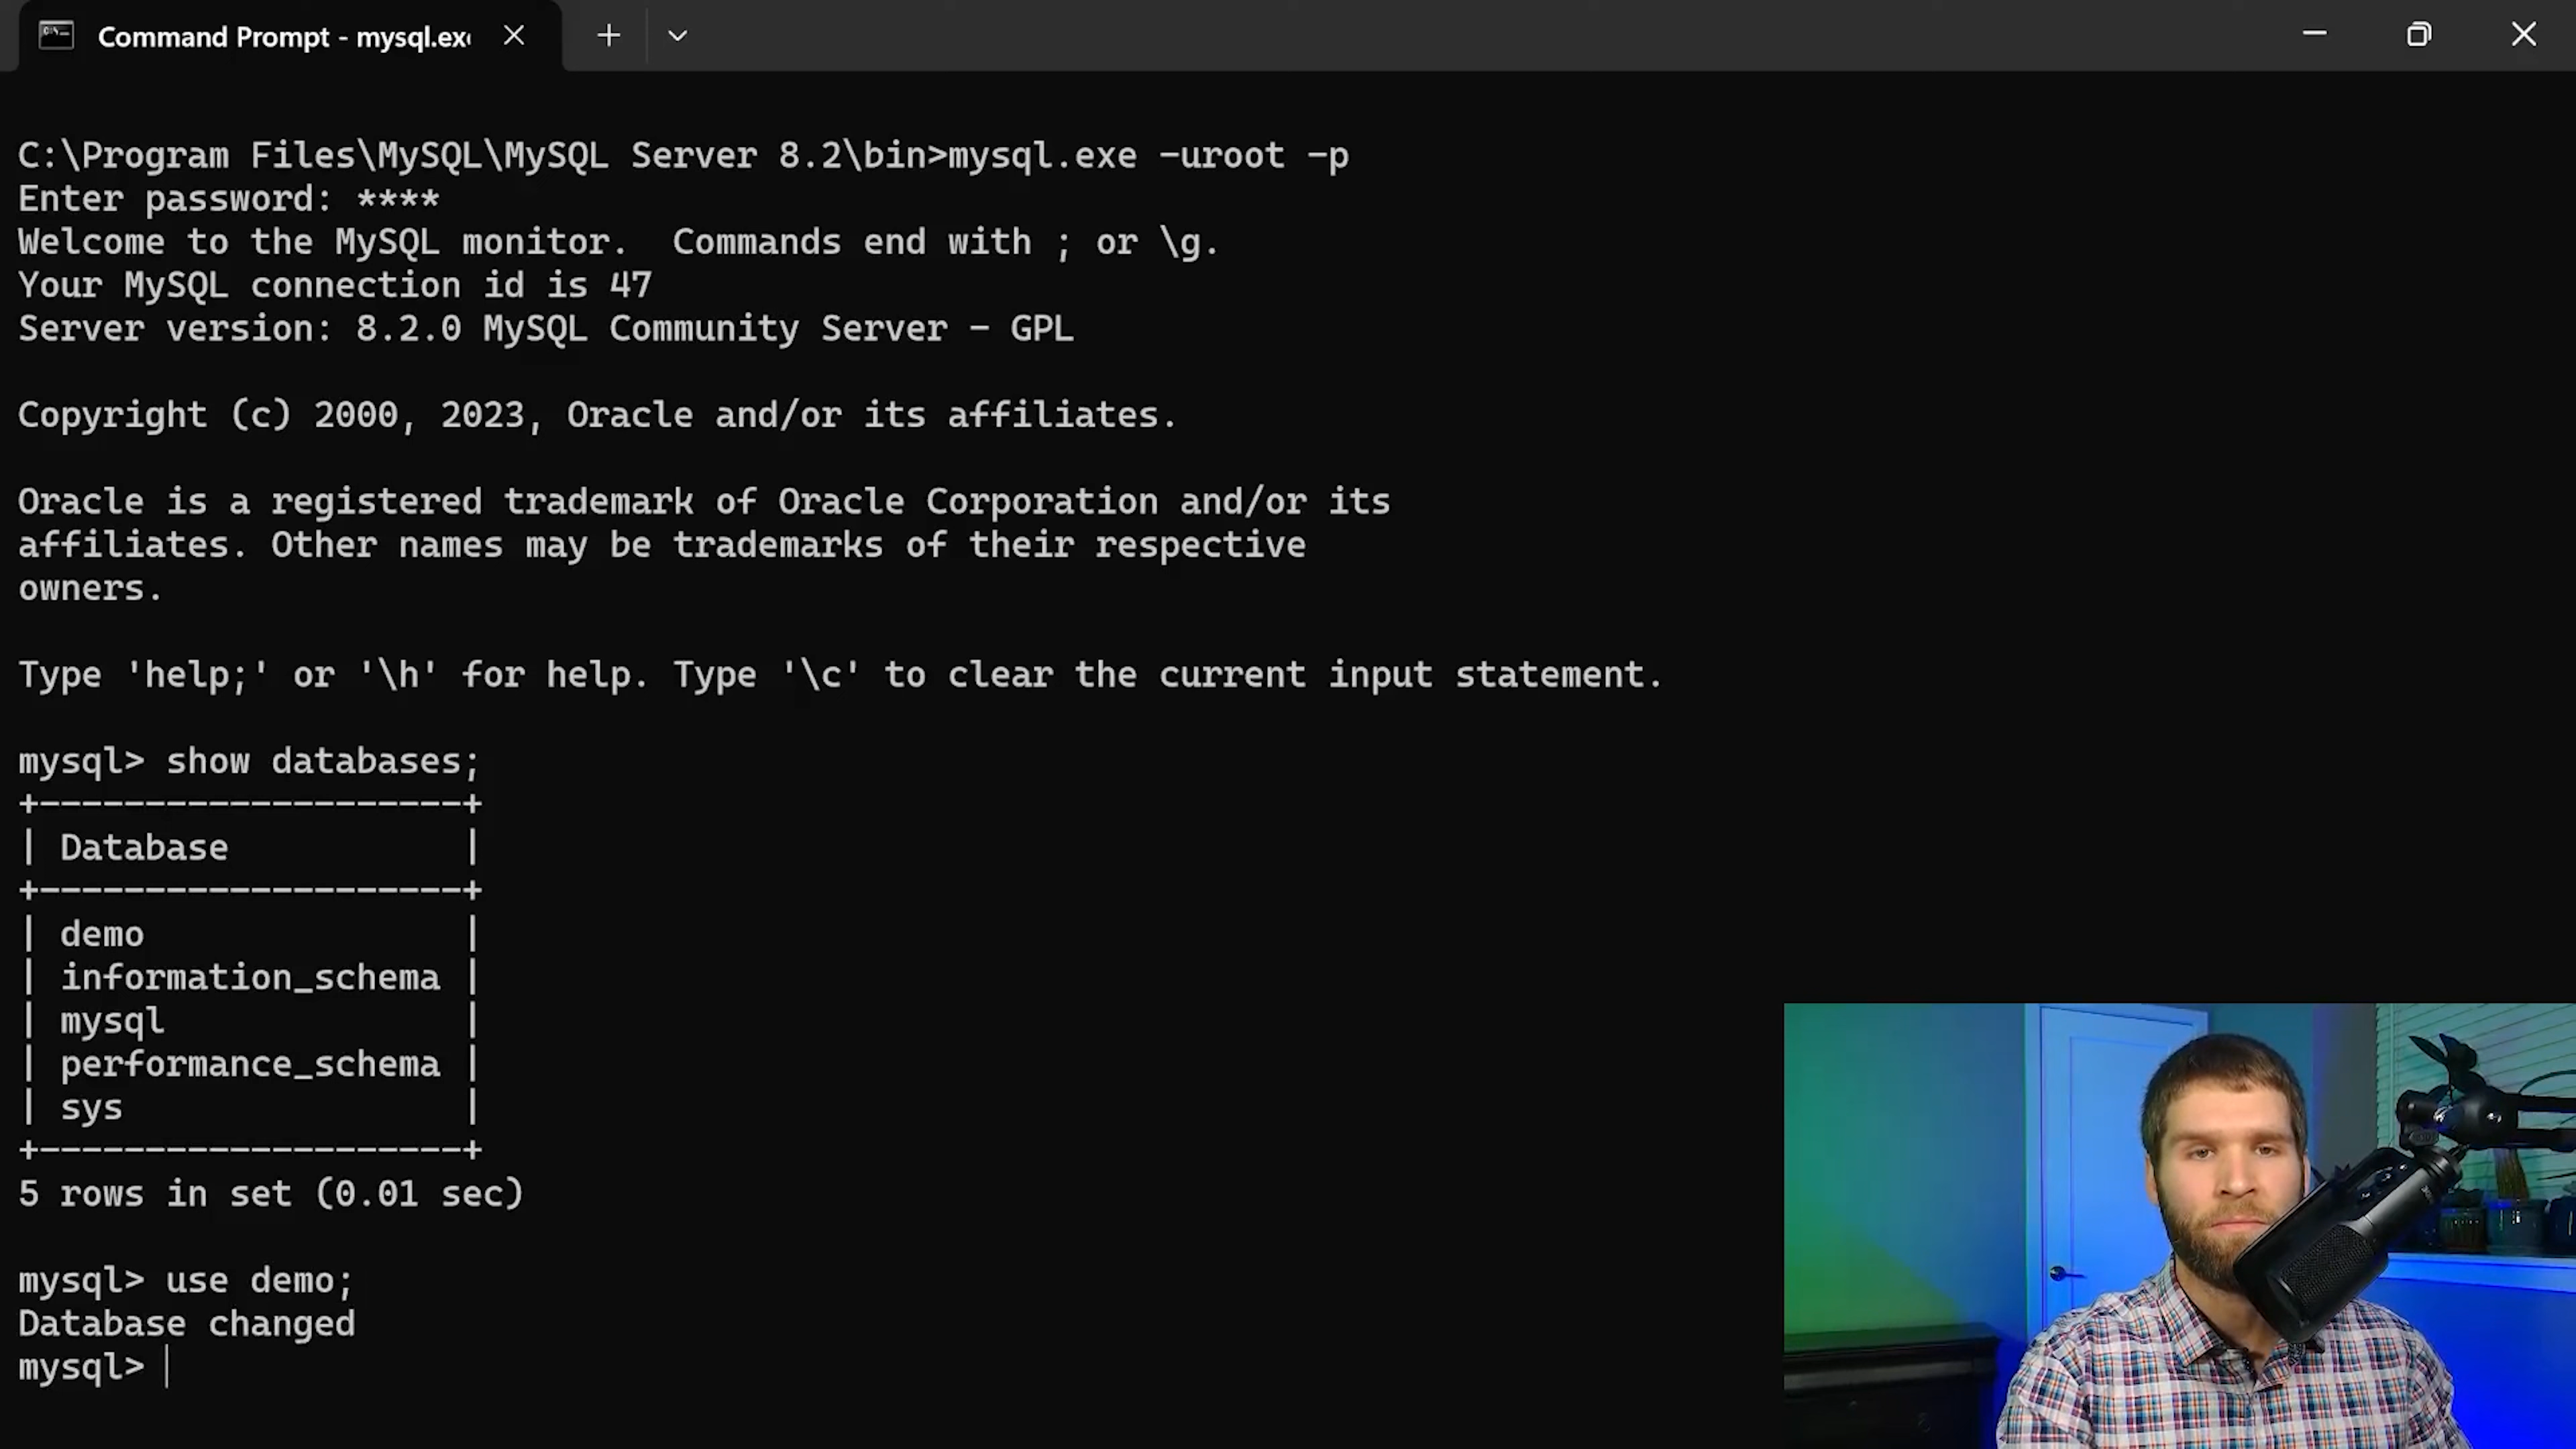 Command Prompt - mysql.ex
C:\Program Files\MySQL\MySQL Server 8.2\bin>mysql.exe -uroot -p
Enter password: ****
Welcome to the MySQL monitor.  Commands end with ; or \g.
Your MySQL connection id is 47
Server version: 8.2.0 MySQL Community Server - GPL
Copyright (c) 2000, 2023, Oracle and/or its affiliates.
Oracle is a registered trademark of Oracle Corporation and/or its
affiliates. Other names may be trademarks of their respective
owners.
Type 'help;' or '\h' for help. Type '\c' to clear the current input statement.
mysql> show databases;
+--------------------+
| Database           |
+--------------------+
| demo               |
| information_schema |
| mysql              |
| performance_schema |
| sys                |
+--------------------+
5 rows in set (0.01 sec)
mysql> use demo;
Database changed
mysql>